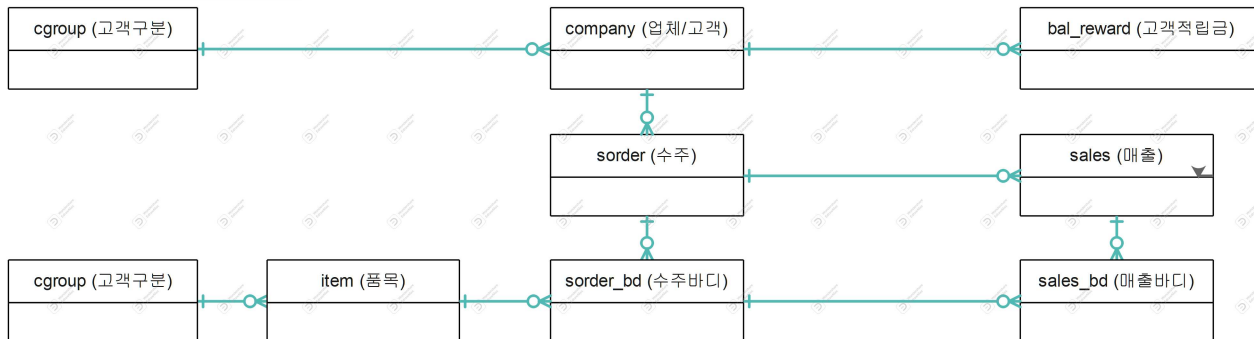 cgroup (고객구분)
company (업체/고객)
bal_reward (고객적립금)
sorder (수주)
sales (매출)
cgroup (고객구분)
item (품목)
sorder_bd (수주바디)
sales_bd (매출바디)